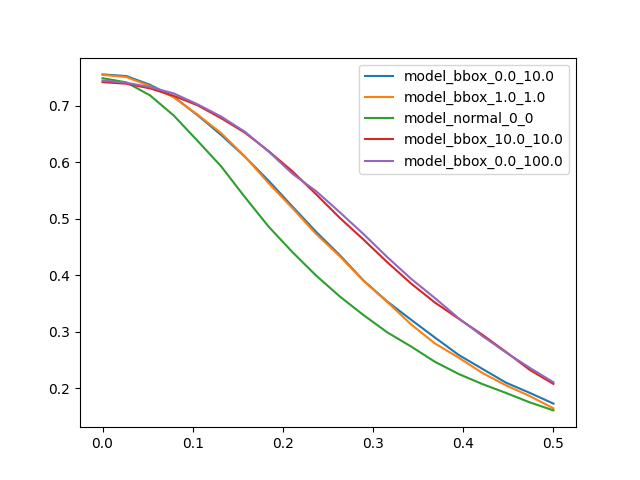 model_bbox_0.0_10.0
model_bbox_1.0_1.0
model_normal_0_0
model_bbox_10.0_10.0
model_bbox_0.0_100.0
0.7
0.6
0.5
0.4
0.3
0.2
0.0 0.1 0.2 0.3 0.4 0.5